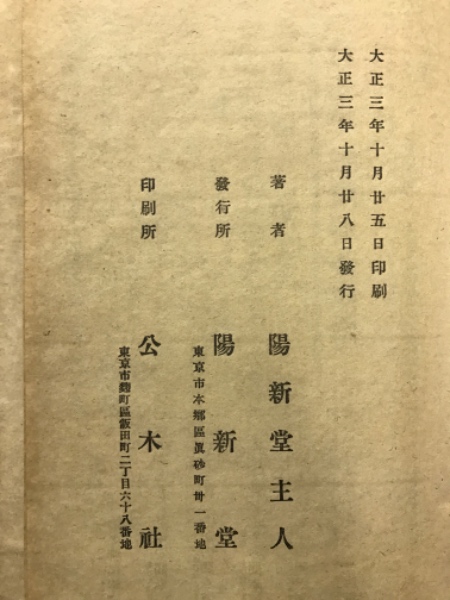 大正三年十月廿五日印刷
大正三年十月廿八日發行
著者 陽新堂主人
發行所 陽新堂
東京市本郷區眞砂町卅一番地
印刷所 公木社
東京市麴町區飯田町二丁目六十八番地